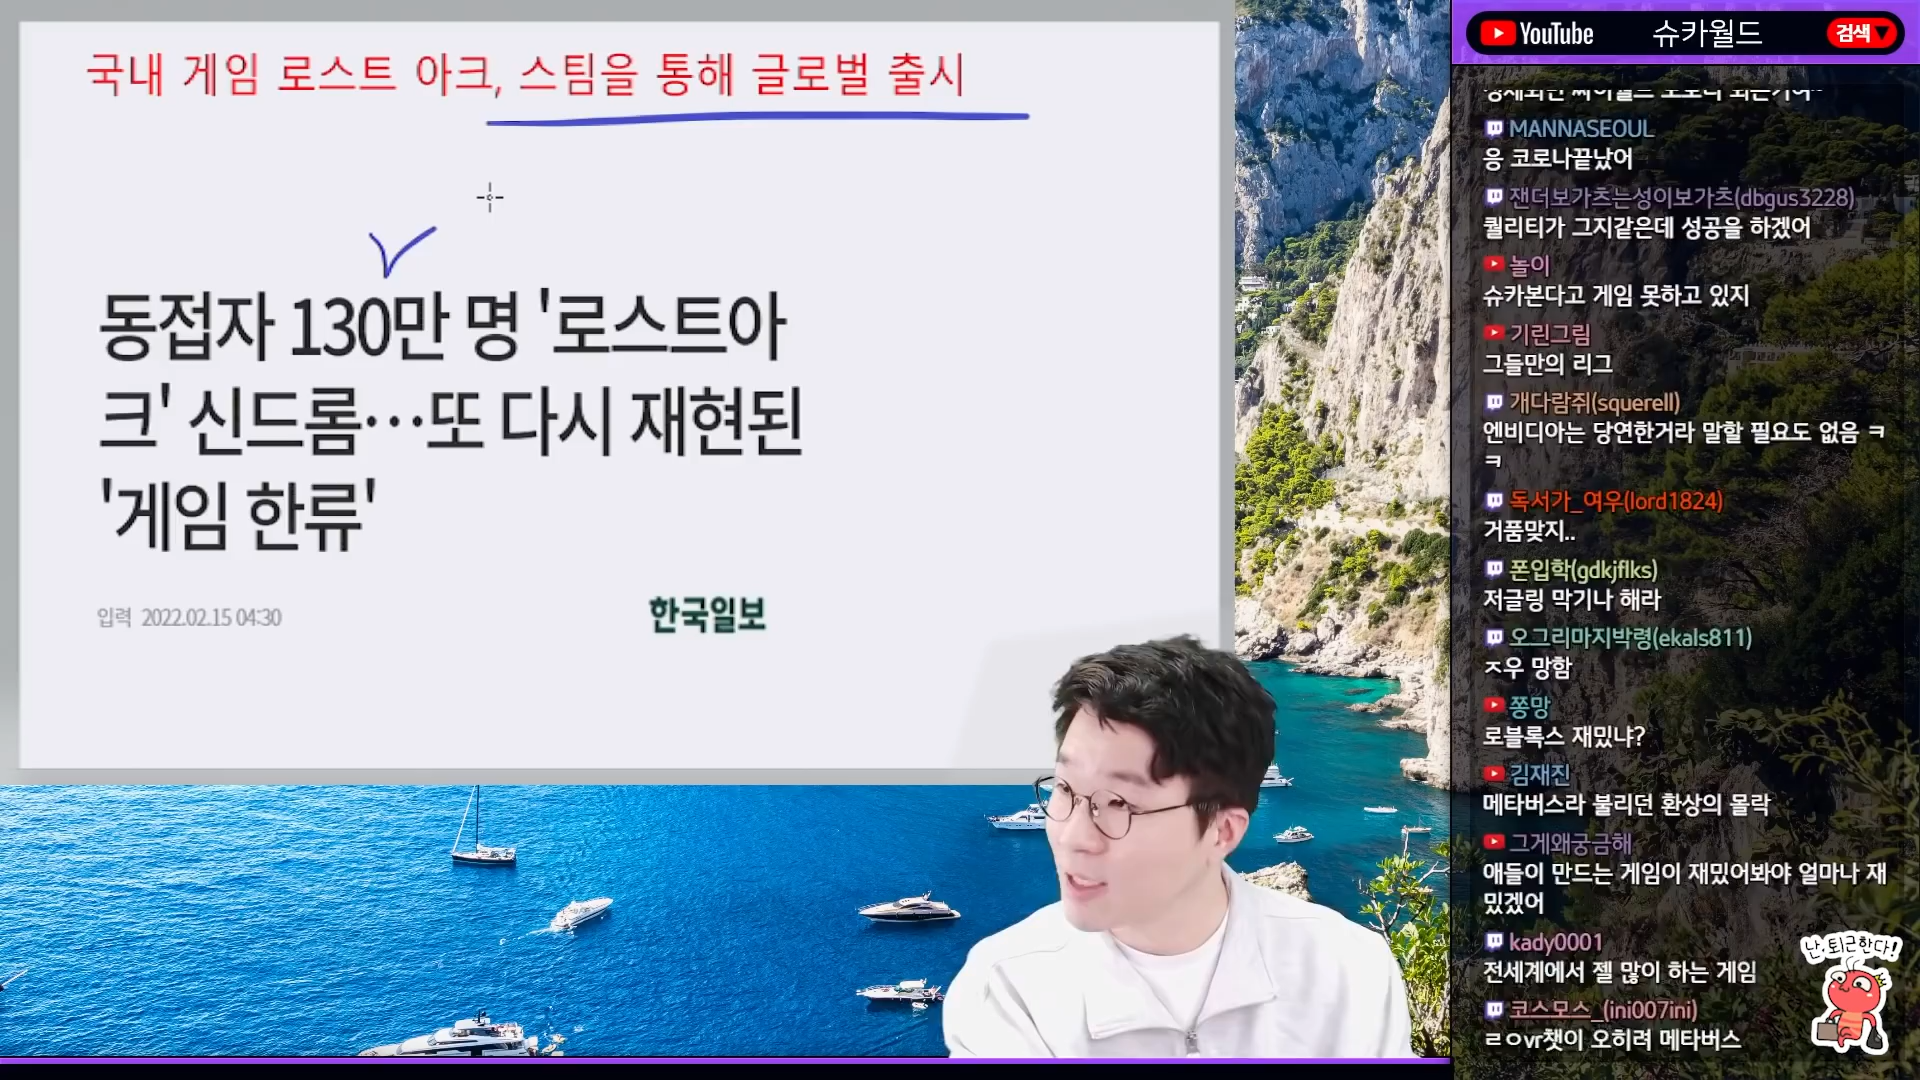 국내 게임 로스트 아크, 스팀을 통해 글로벌 출시
동접자 130만 명 '로스트아
크' 신드롬…또 다시 재현된
'게임 한류'
입력 2022.02.15 04:30
한국일보
YouTube 슈카월드 검색
MANNASEOUL
응 코로나끝났어
잰더보가츠는성이보가츠(dbgus3228)
퀄리티가 그지같은데 성공을 하겠어
놀이
슈카본다고 게임 못하고 있지
기린그림
그들만의 리그
개다람쥐(squerell)
엔비디아는 당연한거라 말할 필요도 없음 ㅋ
ㅋ
독서가_여우(lord1824)
거품맞지..
폰입학(gdkjflks)
저글링 막기나 해라
오그리마지박령(ekals811)
ㅈ우 망함
쫑망
로블록스 재밌냐?
김재진
메타버스라 불리던 환상의 몰락
그게왜궁금해
애들이 만드는 게임이 재밌어봐야 얼마나 재
밌겠어
kady0001
전세계에서 젤 많이 하는 게임
코스모스_(ini007ini)
ㄹㅇvr챗이 오히려 메타버스
난, 퇴근한다!